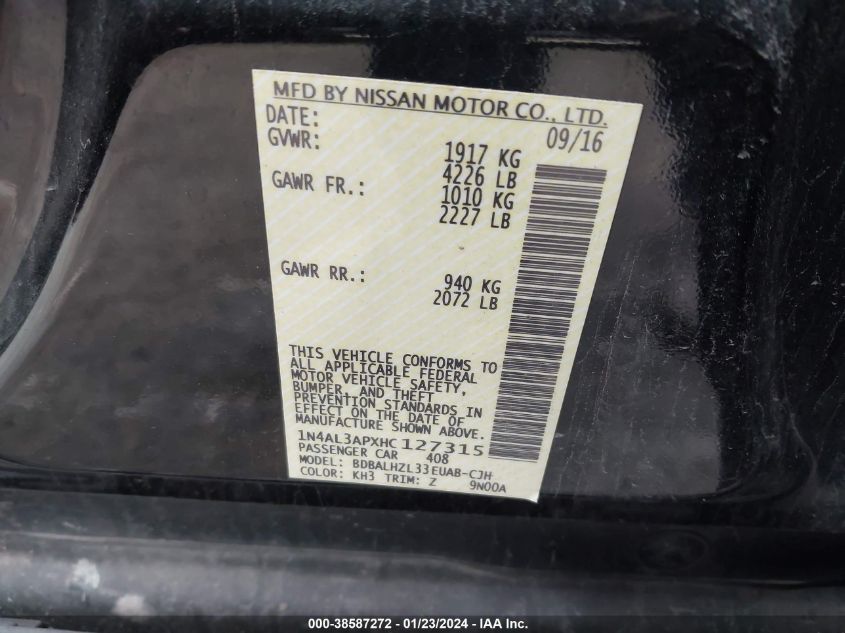 MFD BY NISSAN MOTOR CO., LTD.
DATE: 09/16
GVWR: 1917 KG
4226 LB
GAWR FR.: 1010 KG
2227 LB
GAWR RR.: 940 KG
2072 LB
THIS VEHICLE CONFORMS TO
ALL APPLICABLE FEDERAL
MOTOR VEHICLE SAFETY,
BUMPER, AND THEFT
PREVENTION STANDARDS IN
EFFECT ON THE DATE OF
MANUFACTURE SHOWN ABOVE.
1N4AL3APXHC127315
PASSENGER CAR 408
MODEL: BDBALHZL33EUAB-CJH
COLOR: KH3 TRIM: Z 9N00A
000-38587272 - 01/23/2024 - IAAI.com